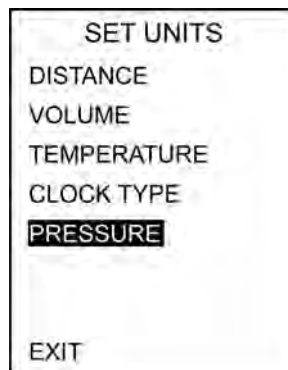 SET UNITS
DISTANCE
VOLUME
TEMPERATURE
CLOCK TYPE
PRESSURE
EXIT